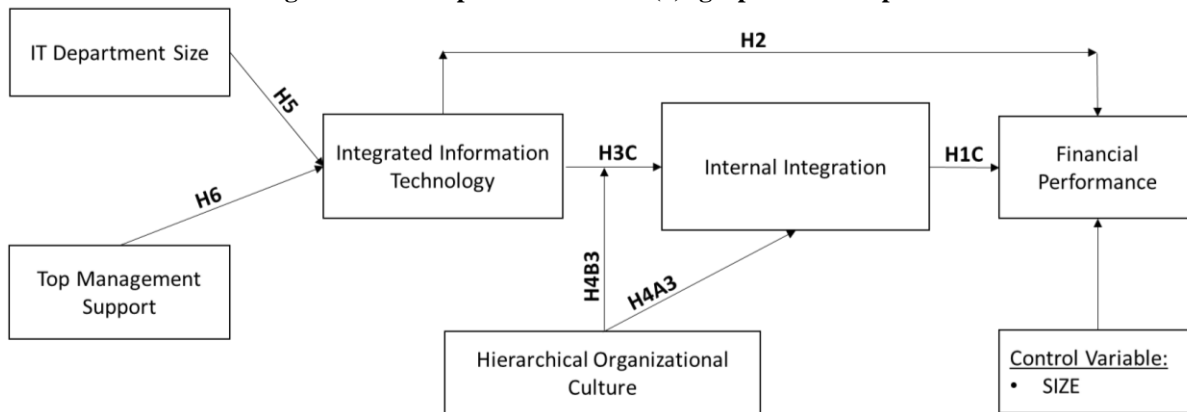 H2
IT Department Size
H5
Integrated Information
Technology
H3C
Internal Integration
H1C
Financial
Performance
H6
Top Management
Support
H4B3
H4A3
Hierarchical Organizational
Culture
Control Variable:
• SIZE